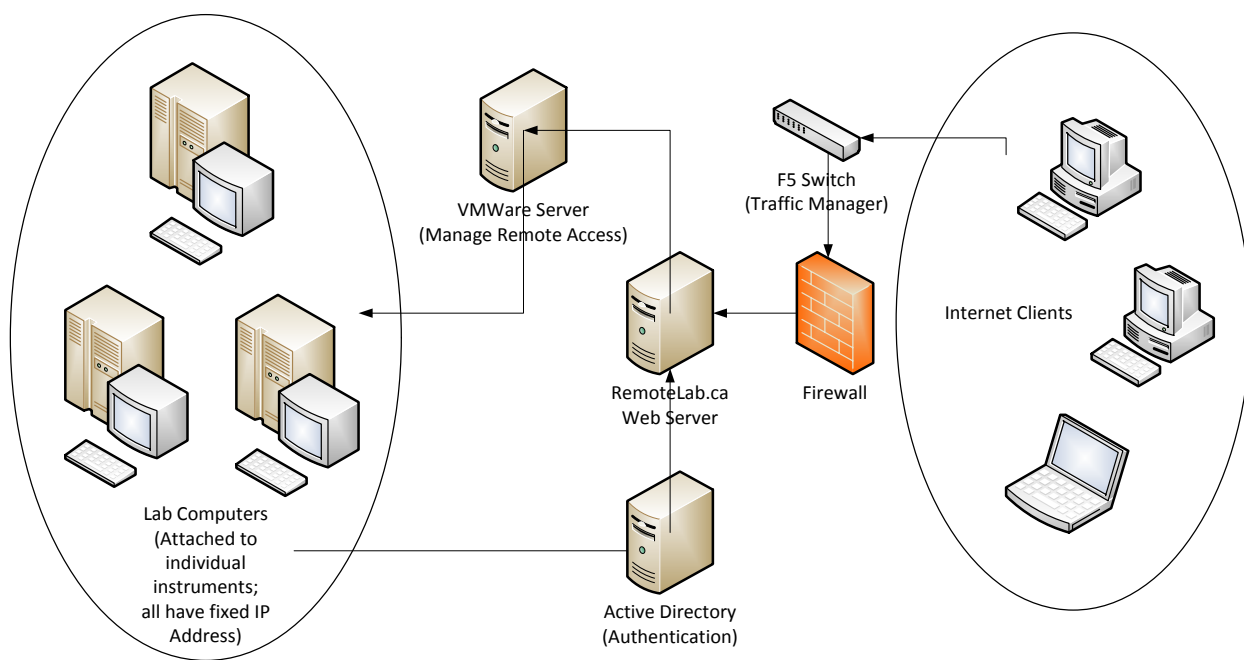 VMWare Server
(Manage Remote Access)
F5 Switch
(Traffic Manager)
Internet Clients
RemoteLab.ca
Web Server
Firewall
Lab Computers
(Attached to
individual
instruments;
all have fixed IP
Address)
Active Directory
(Authentication)